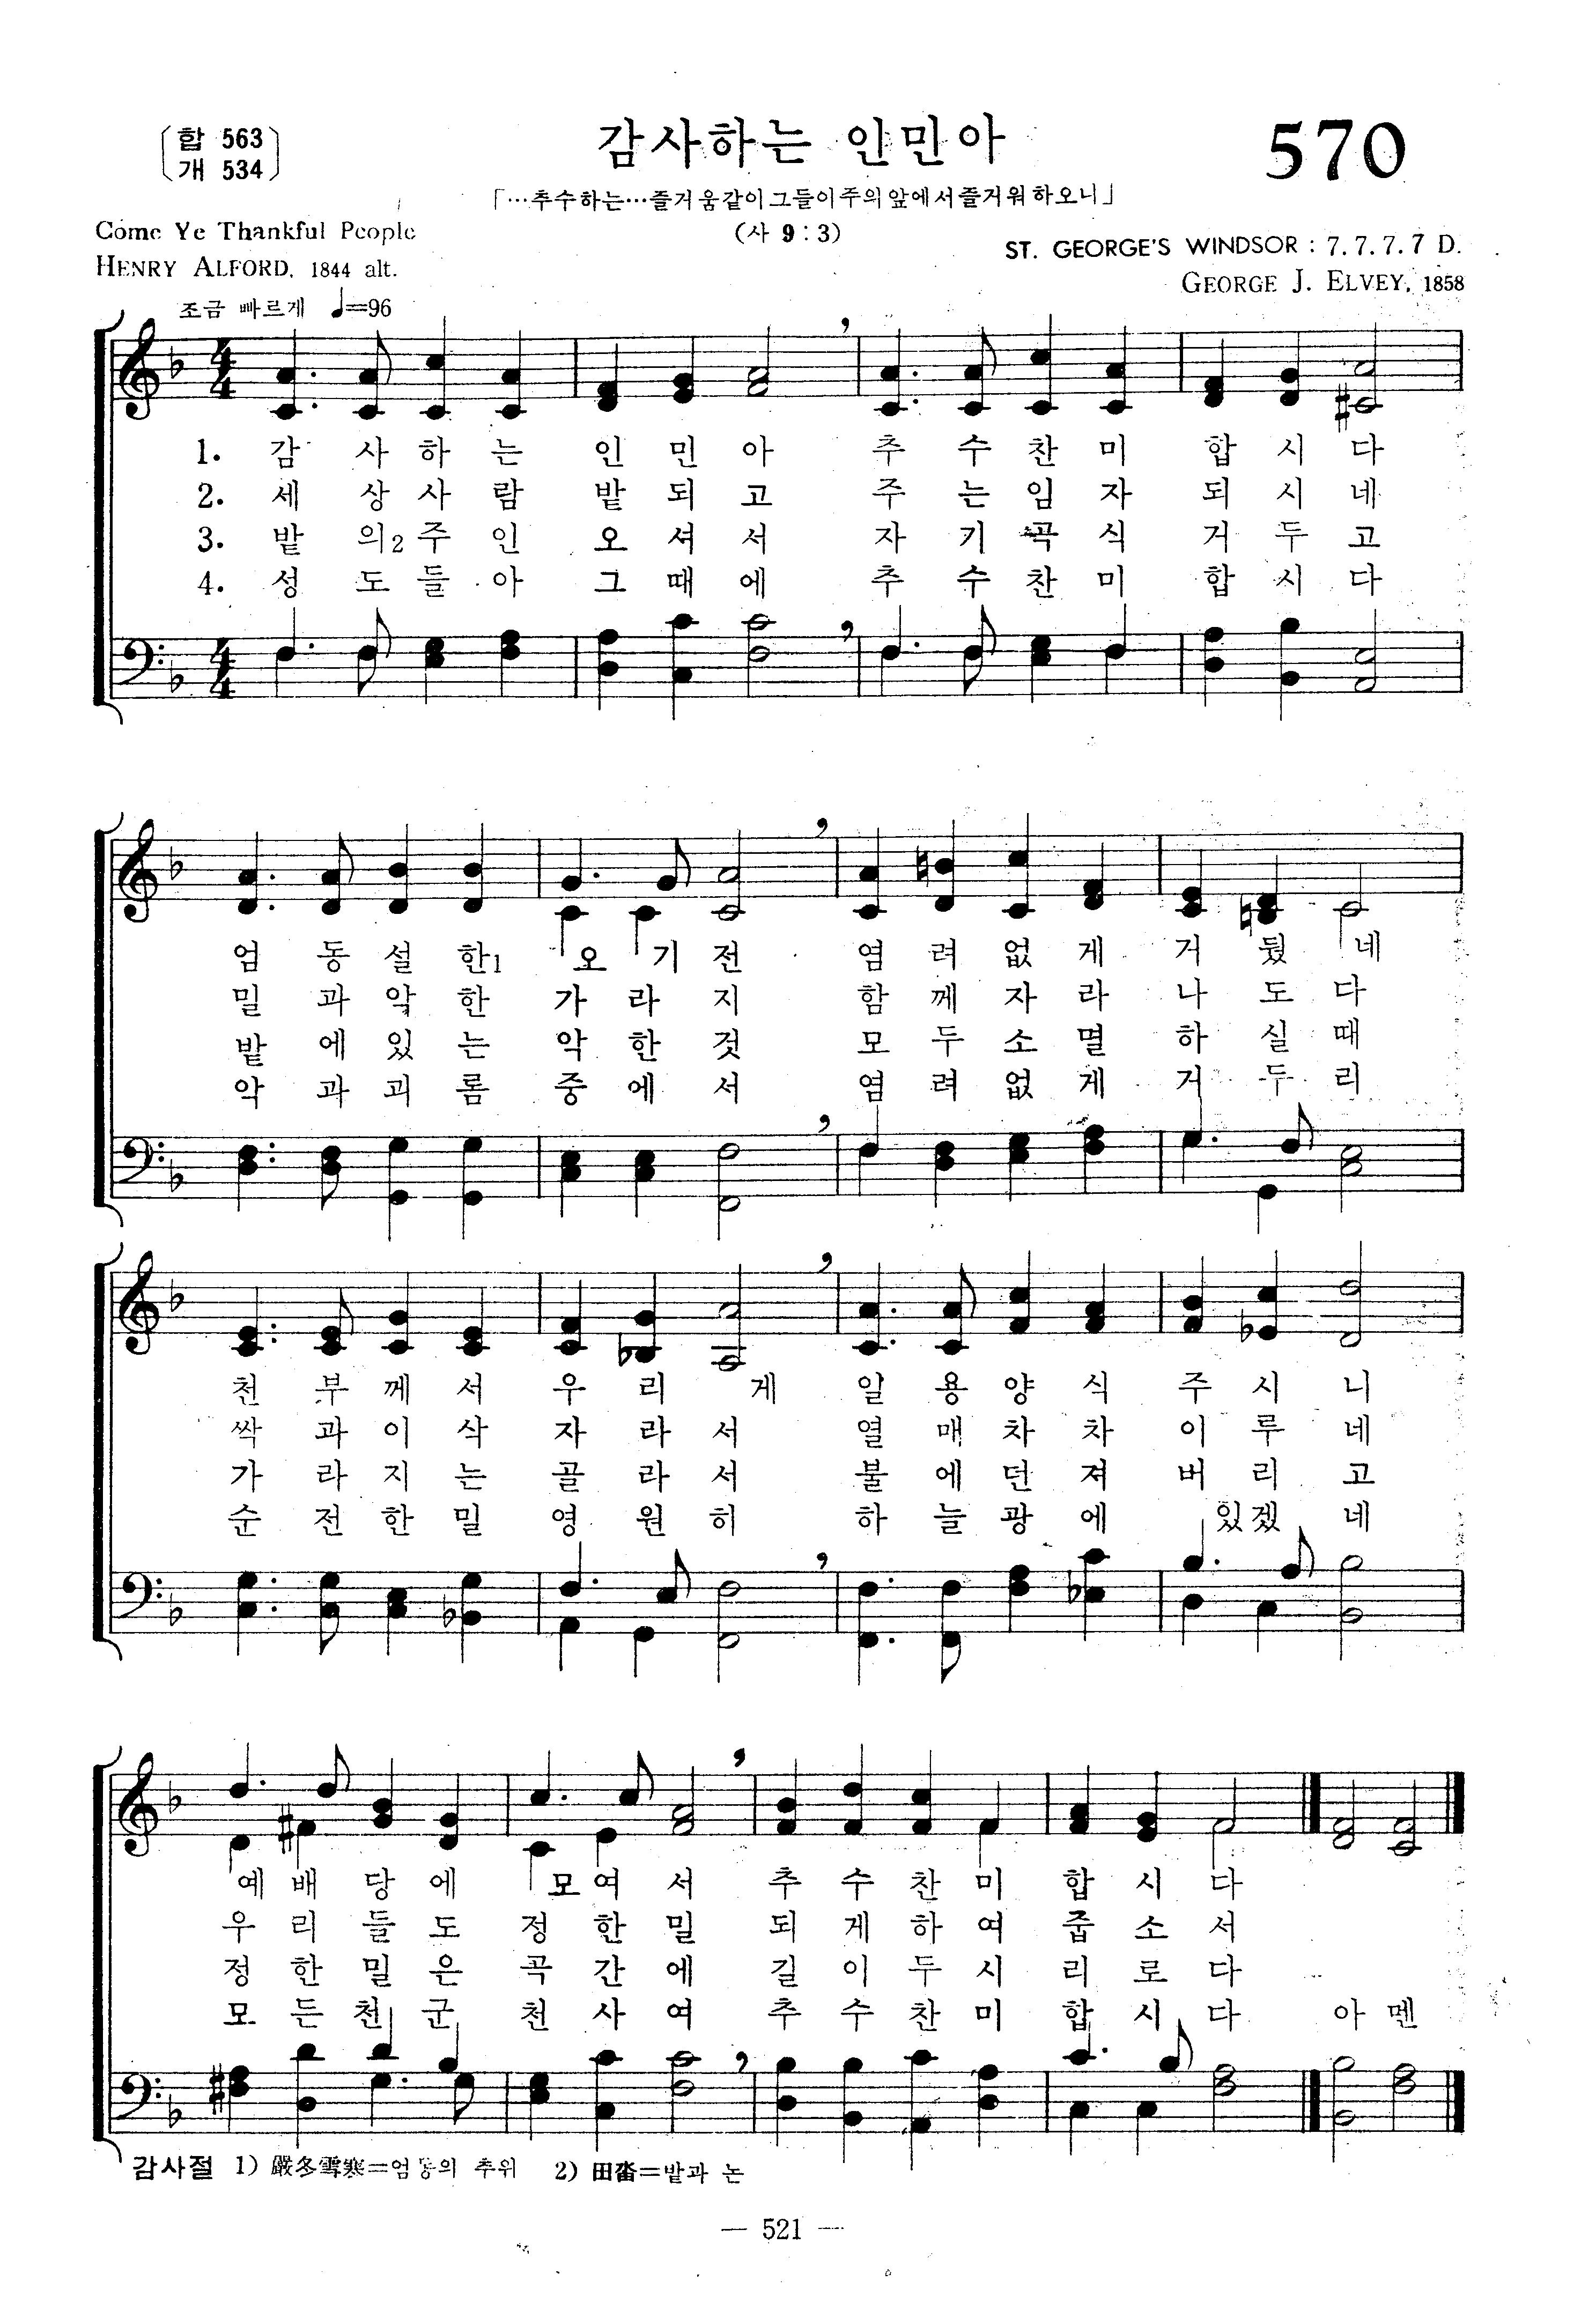 합 563
개 534
감사하는 인민아
570
「…추수하는…즐거움같이그들이주의앞에서즐거워하오니」
(사 9 : 3)
Come Ye Thankful People
HENRY ALFORD, 1844 alt.
ST. GEORGE'S WINDSOR : 7. 7. 7. 7 D.
GEORGE J. ELVEY, 1858
조금 빠르게 ♩=96
1. 감 사 하 는 인 민 아 추 수 찬 미 합 시 다
2. 세 상 사 람 밭 되 고 주 는 임 자 되 시 네
3. 밭 의2 주 인 오 셔 서 자 기 곡 식 거 두 고
4. 성 도 들 아 그 때 에 추 수 찬 미 합 시 다
엄 동 설 한1 오 기 전 염 려 없 게 거 뒀 네
밀 과 악 한 가 라 지 함 께 자 라 나 도 다
밭 에 있 는 악 한 것 모 두 소 멸 하 실 때
악 과 괴 롬 중 에 서 염 려 없 게 거 두 리
천 부 께 서 우 리 게 일 용 양 식 주 시 니
싹 과 이 삭 자 라 서 열 매 차 차 이 루 네
가 라 지 는 골 라 서 불 에 던 져 버 리 고
순 전 한 밀 영 원 히 하 늘 광 에 있 겠 네
예 배 당 에 모 여 서 추 수 찬 미 합 시 다
우 리 들 도 정 한 밀 되 게 하 여 줍 소 서
정 한 밀 은 곡 간 에 길 이 두 시 리 로 다
모 든 천 군 천 사 여 추 수 찬 미 합 시 다 아 멘
감사절 1) 嚴冬雪寒=엄동의 추위 2) 田畓=밭과 논
— 521 —